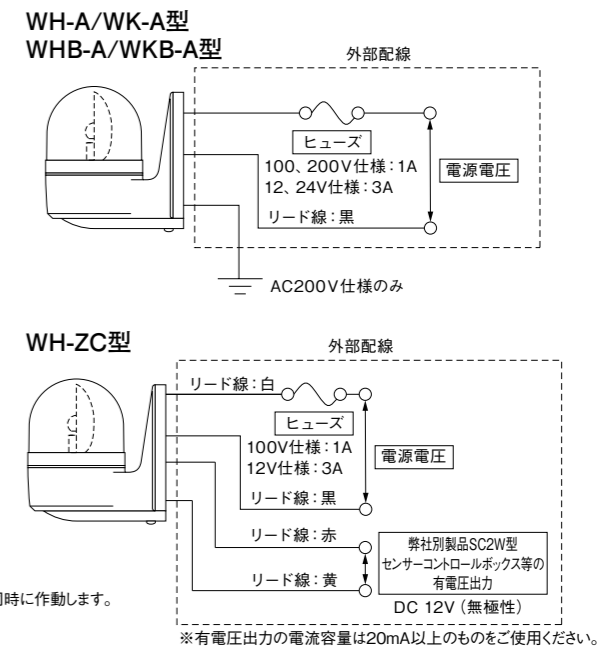 WH-A/WK-A型
WHB-A/WKB-A型
外部配線
ヒューズ
100、200V仕様：1A
12、24V仕様：3A
電源電圧
リード線：黒
AC200V仕様のみ
WH-ZC型
外部配線
リード線：白
ヒューズ
100V仕様：1A
12V仕様：3A
電源電圧
リード線：黒
リード線：赤
弊社別製品SC2W型
センサーコントロールボックス等の
有電圧出力
リード線：黄
DC 12V（無極性）
時に作動します。
※有電圧出力の電流容量は20mA以上のものをご使用ください。